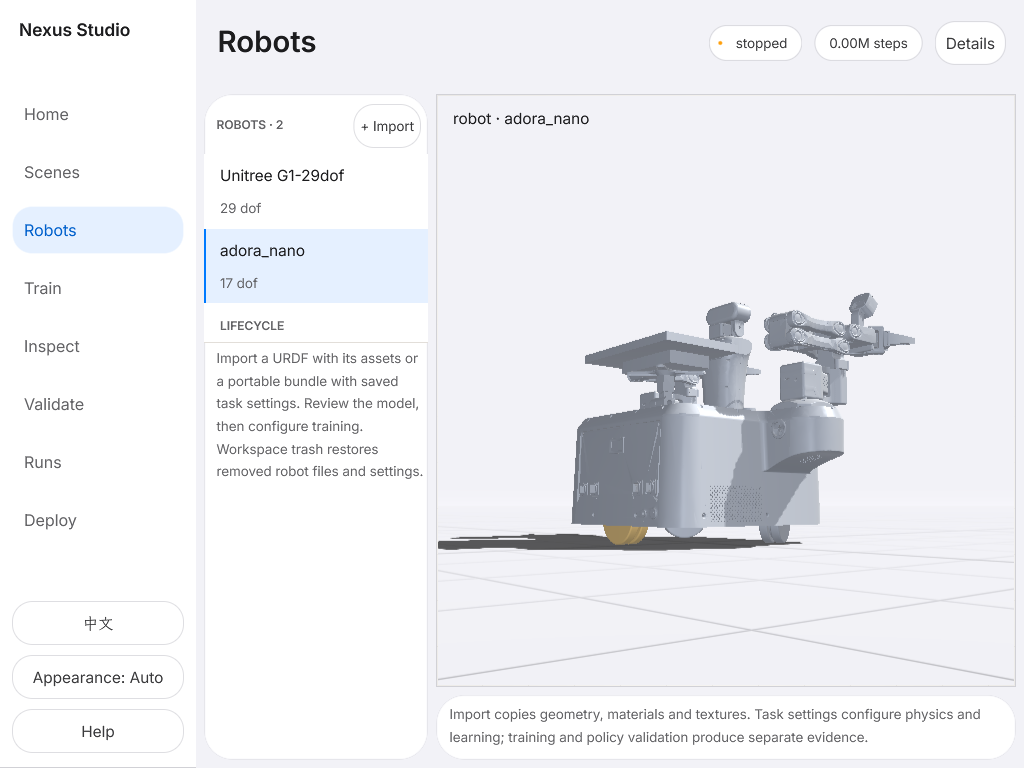 Nexus Studio
Home
Scenes
Robots
Train
Inspect
Validate
Runs
Deploy
中文
Appearance: Auto
Help
Robots
stopped
0.00M steps
Details
ROBOTS · 2
+ Import
Unitree G1-29dof
29 dof
adora_nano
17 dof
LIFECYCLE
Import a URDF with its assets or
a portable bundle with saved
task settings. Review the model,
then configure training.
Workspace trash restores
removed robot files and settings.
robot · adora_nano
Import copies geometry, materials and textures. Task settings configure physics and
learning; training and policy validation produce separate evidence.